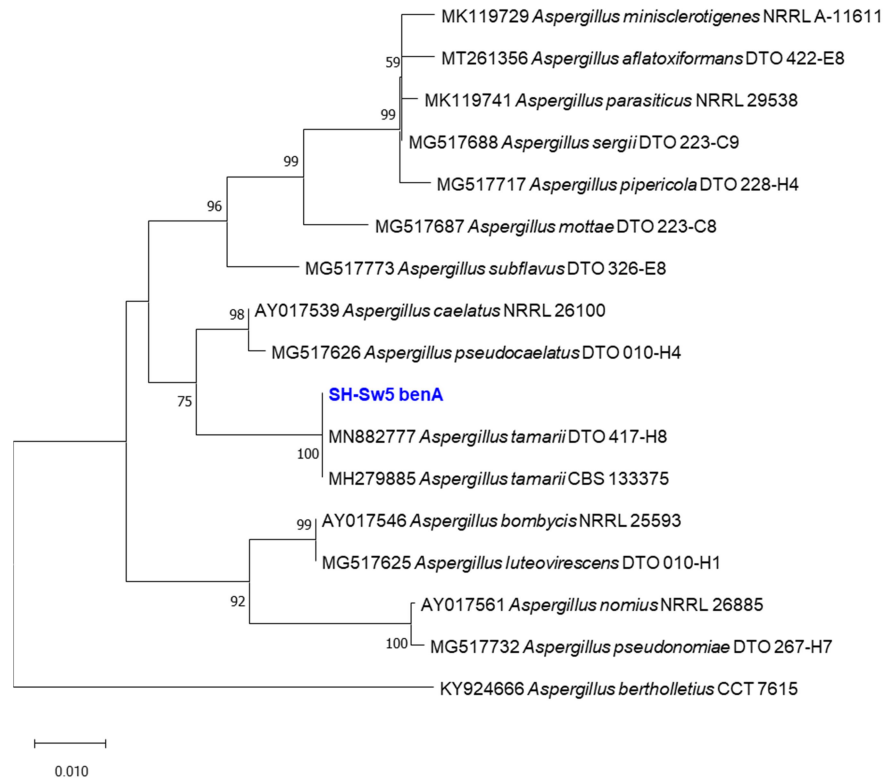 MK119729 Aspergillus minisclerotigenes NRRL A-11611
59
MT261356 Aspergillus aflatoxiformans DTO 422-E8
MK119741 Aspergillus parasiticus NRRL 29538
99
MG517688 Aspergillus sergii DTO 223-C9
99
MG517717 Aspergillus pipericola DTO 228-H4
96
MG517687 Aspergillus mottae DTO 223-C8
MG517773 Aspergillus subflavus DTO 326-E8
98
AY017539 Aspergillus caelatus NRRL 26100
MG517626 Aspergillus pseudocaelatus DTO 010-H4
75
SH-Sw5 benA
MN882777 Aspergillus tamarii DTO 417-H8
100
MH279885 Aspergillus tamarii CBS 133375
99
AY017546 Aspergillus bombycis NRRL 25593
MG517625 Aspergillus luteovirescens DTO 010-H1
92
AY017561 Aspergillus nomius NRRL 26885
100
MG517732 Aspergillus pseudonomiae DTO 267-H7
KY924666 Aspergillus bertholletius CCT 7615
0.010